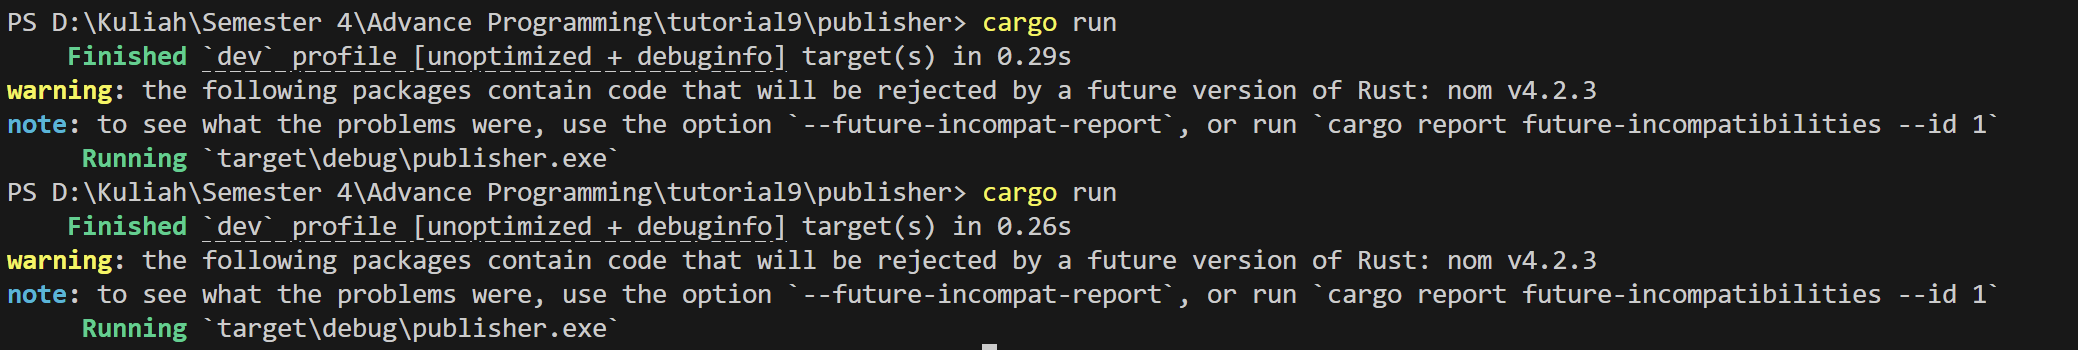 PS D:\Kuliah\Semester 4\Advance Programming\tutorial9\publisher> cargo run
    Finished `dev` profile [unoptimized + debuginfo] target(s) in 0.29s
warning: the following packages contain code that will be rejected by a future version of Rust: nom v4.2.3
note: to see what the problems were, use the option `--future-incompat-report`, or run `cargo report future-incompatibilities --id 1`
     Running `target\debug\publisher.exe`
PS D:\Kuliah\Semester 4\Advance Programming\tutorial9\publisher> cargo run
    Finished `dev` profile [unoptimized + debuginfo] target(s) in 0.26s
warning: the following packages contain code that will be rejected by a future version of Rust: nom v4.2.3
note: to see what the problems were, use the option `--future-incompat-report`, or run `cargo report future-incompatibilities --id 1`
     Running `target\debug\publisher.exe`